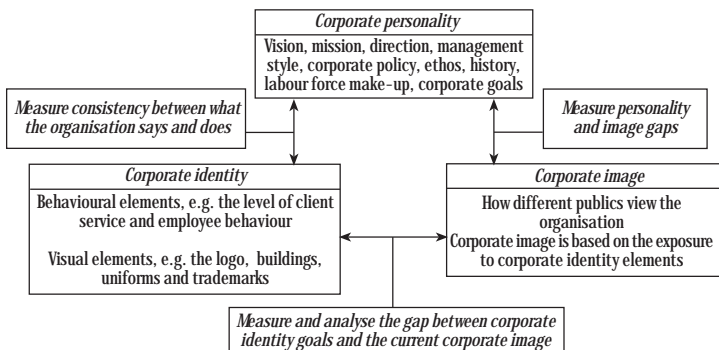 Corporate personality
Vision, mission, direction, management
style, corporate policy, ethos, history,
labour force make-up, corporate goals
Measure consistency between what
the organisation says and does
Measure personality
and image gaps
Corporate identity
Behavioural elements, e.g. the level of client
service and employee behaviour
Visual elements, e.g. the logo, buildings,
uniforms and trademarks
Corporate image
How different publics view the
organisation
Corporate image is based on the exposure
to corporate identity elements
Measure and analyse the gap between corporate
identity goals and the current corporate image